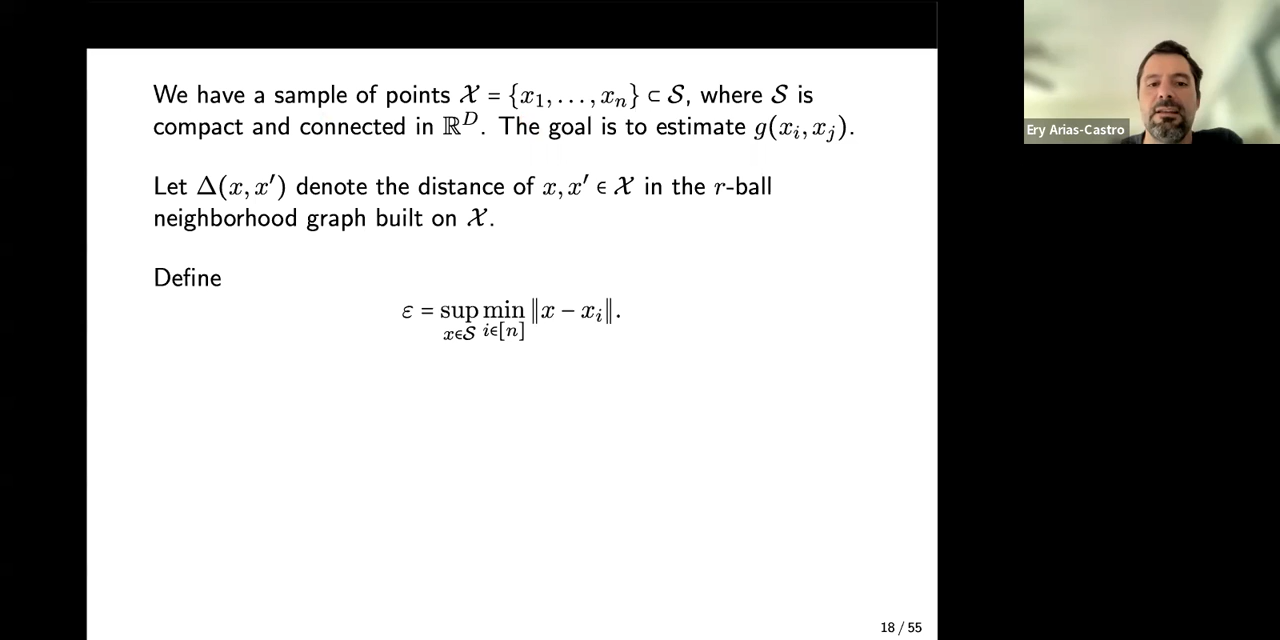 We have a sample of points 𝒳 = {x₁, . . . , xₙ} ⊂ 𝒮, where 𝒮 is
compact and connected in ℝᴰ. The goal is to estimate g(xᵢ, xⱼ).
Let Δ(x, x′) denote the distance of x, x′ ∈ 𝒳 in the r-ball
neighborhood graph built on 𝒳.
Define
ε = sup min ‖x − xᵢ‖.
x∈𝒮 i∈[n]
18 / 55
Ery Arias-Castro